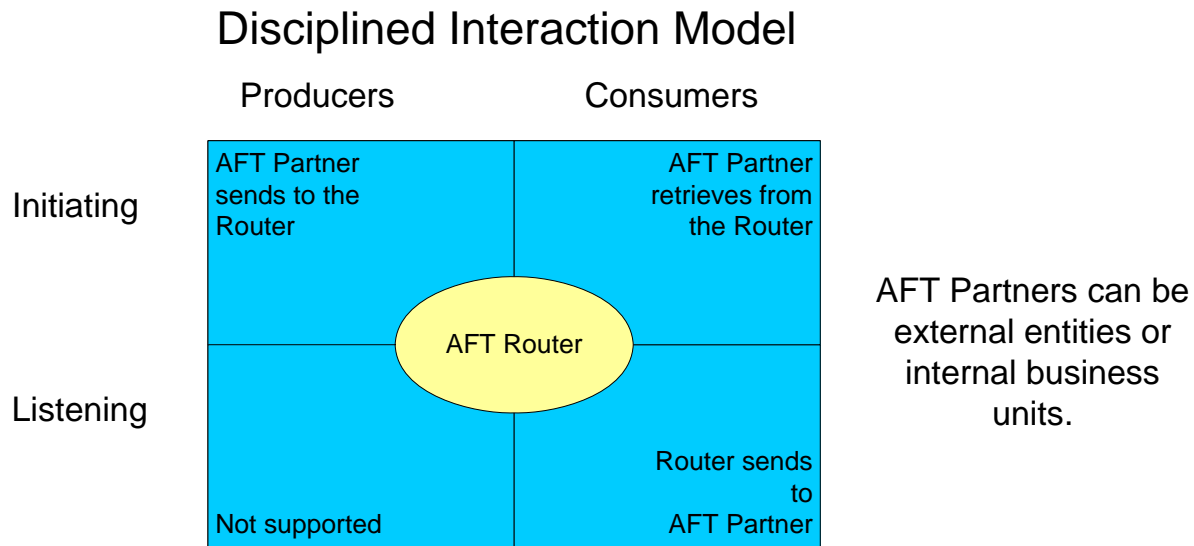 Disciplined Interaction Model
Producers
Consumers
Initiating
AFT Partner
sends to the
Router
AFT Partner
retrieves from
the Router
AFT Router
AFT Partners can be
external entities or
internal business
units.
Listening
Not supported
Router sends
to
AFT Partner